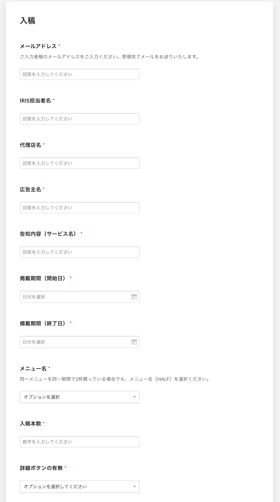 入稿
メールアドレス *
ご入力者様のメールアドレスをご入力ください。受領完了メールをお送りいたします。
回答を入力してください
IRIS担当者名 *
回答を入力してください
代理店名 *
回答を入力してください
広告主名 *
回答を入力してください
告知内容（サービス名） *
回答を入力してください
掲載期間（開始日） *
日付を選択
掲載期間（終了日） *
日付を選択
メニュー名 *
同一メニューを同一期間で2枠買っている場合でも、メニュー名［HALF］を選択ください。
オプションを選択
入稿本数 *
数字を入力してください
詳細ボタンの有無 *
オプションを選択してください